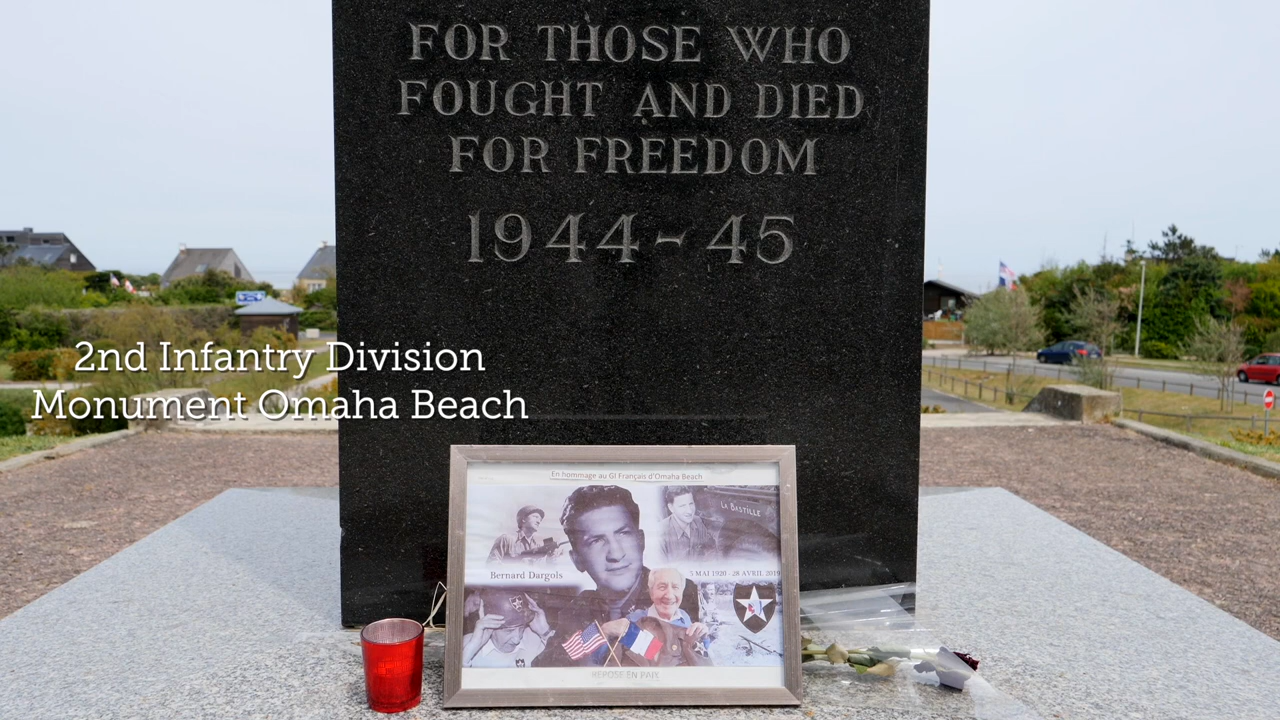 FOR THOSE WHO
FOUGHT AND DIED
FOR FREEDOM
1944-45
2nd Infantry Division
Monument Omaha Beach
En hommage au GI Français d'Omaha Beach
LA BASTILLE
Bernard Dargols
5 MAI 1920 - 28 AVRIL 2019
REPOSE EN PAIX